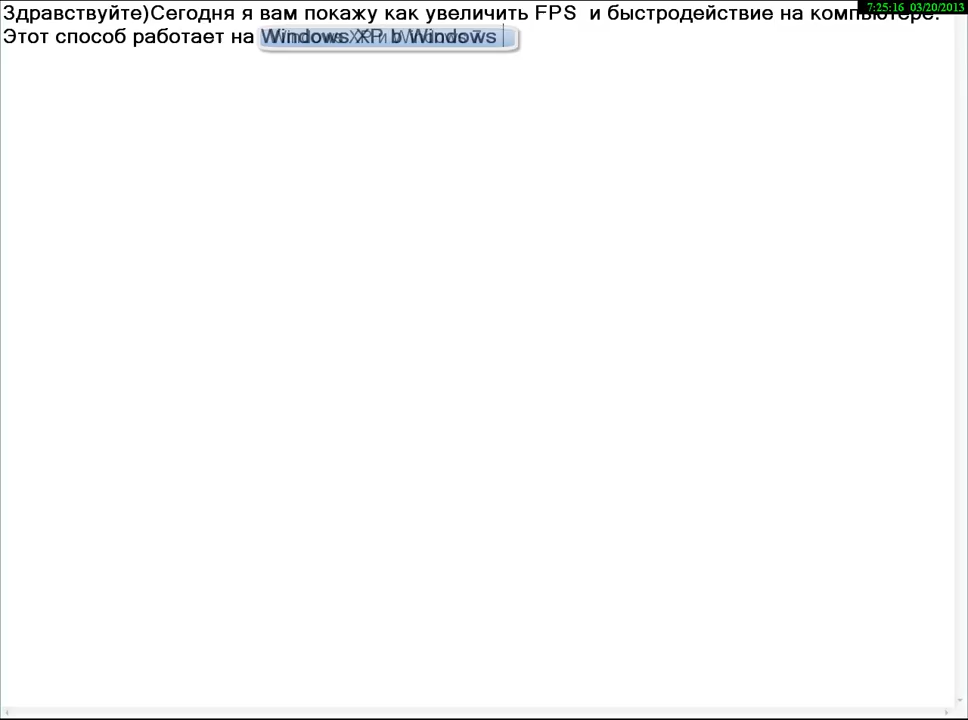 Здравствуйте)Сегодня я вам покажу как увеличить FPS и быстродействие на компьютере. 7:25:16 03/20/2013
Этот способ работает на Windows XP b Windows